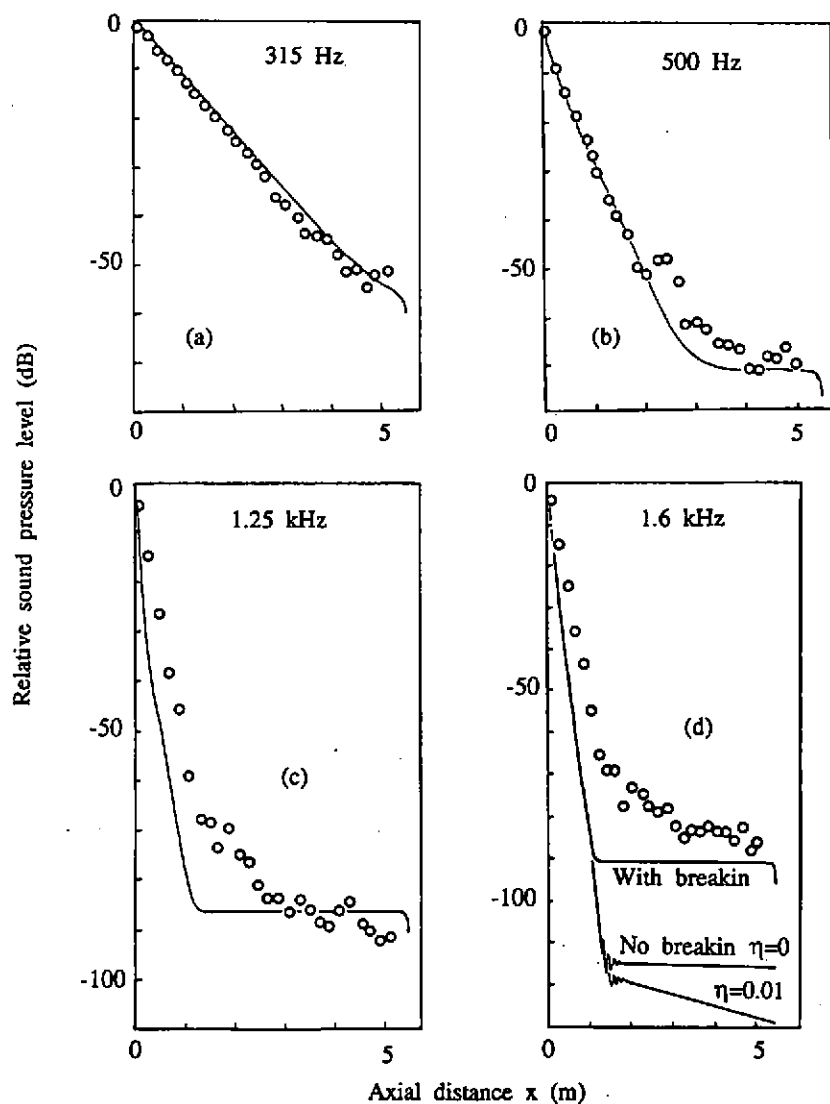 Relative sound pressure level (dB)
0
-50
315 Hz
(a)
0
5
0
-50
500 Hz
(b)
0
5
0
-50
-100
1.25 kHz
(c)
0
5
0
-50
-100
1.6 kHz
(d)
With breakin
No breakin η=0
η=0.01
0
5
Axial distance x (m)